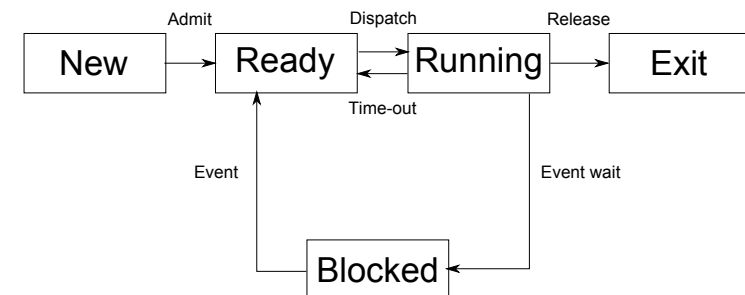 Admit
Dispatch
Release
New
Ready
Running
Exit
Time-out
Event
Event wait
Blocked